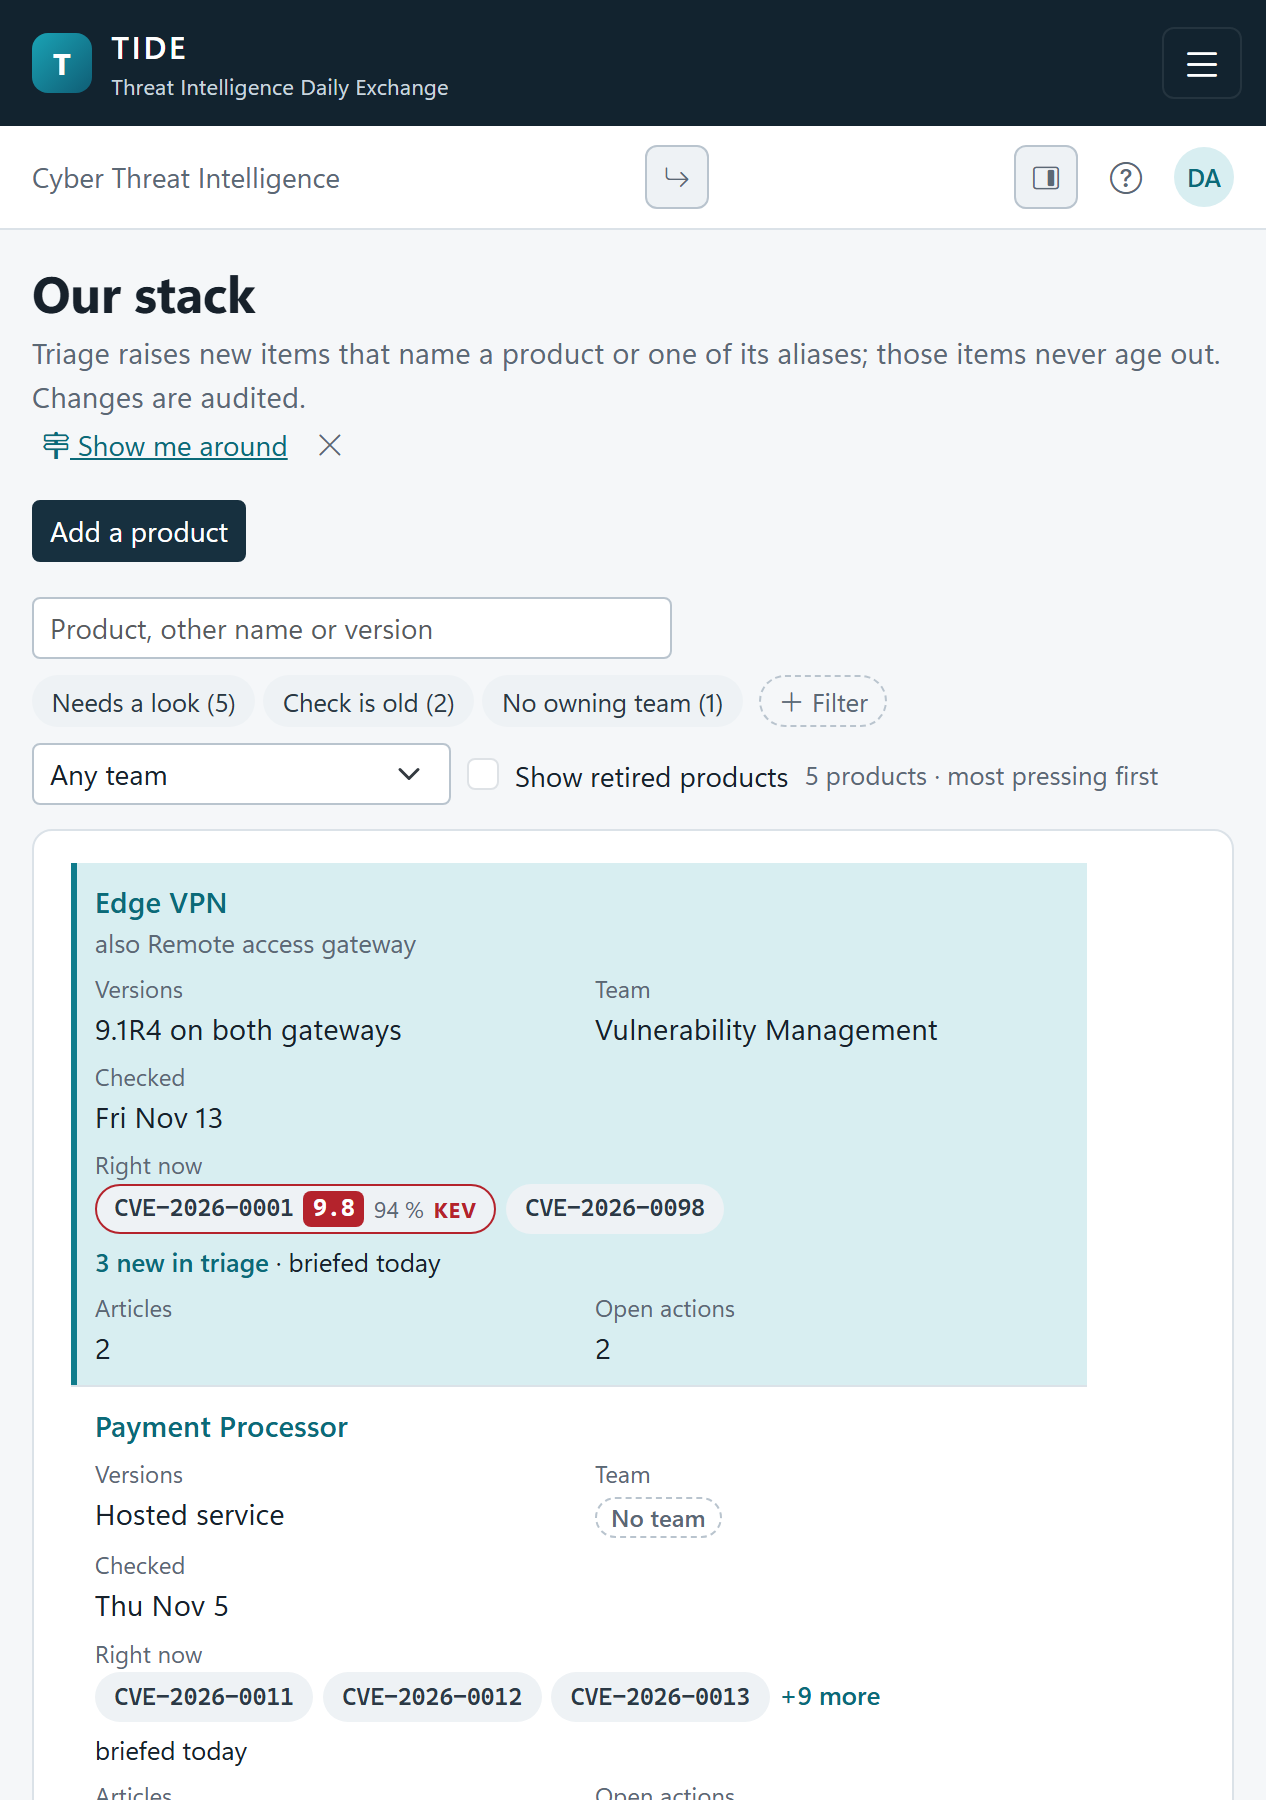 T
TIDE
Threat Intelligence Daily Exchange
Cyber Threat Intelligence
?
DA
Our stack
Triage raises new items that name a product or one of its aliases; those items never age out.
Changes are audited.
Show me around
Add a product
Product, other name or version
Needs a look (5) Check is old (2) No owning team (1) + Filter
Any team Show retired products 5 products · most pressing first
Edge VPN
also Remote access gateway
Versions Team
9.1R4 on both gateways Vulnerability Management
Checked
Fri Nov 13
Right now
CVE-2026-0001 9.8 94 % KEV CVE-2026-0098
3 new in triage · briefed today
Articles Open actions
2 2
Payment Processor
Versions Team
Hosted service No team
Checked
Thu Nov 5
Right now
CVE-2026-0011 CVE-2026-0012 CVE-2026-0013 +9 more
briefed today
Articles Open actions